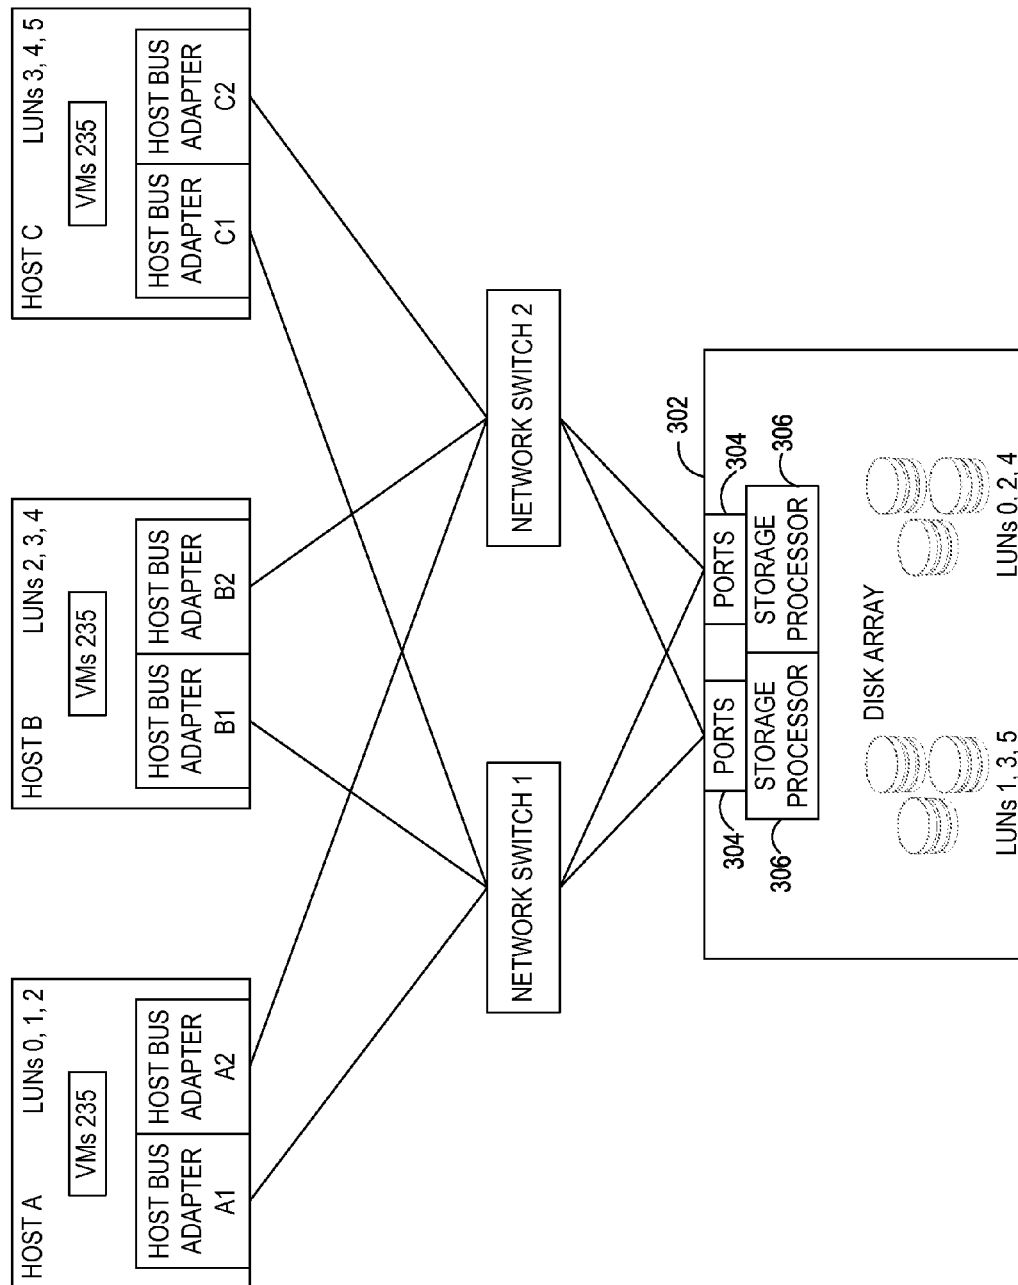 HOST A
LUNs 0, 1, 2
VMs 235
HOST BUS
ADAPTER
A1
HOST BUS
ADAPTER
A2
HOST B
LUNs 2, 3, 4
VMs 235
HOST BUS
ADAPTER
B1
HOST BUS
ADAPTER
B2
HOST C
LUNs 3, 4, 5
VMs 235
HOST BUS
ADAPTER
C1
HOST BUS
ADAPTER
C2
NETWORK SWITCH 1
NETWORK SWITCH 2
302
304
PORTS
PORTS
304
306
STORAGE
PROCESSOR
STORAGE
PROCESSOR
306
DISK ARRAY
LUNs 1, 3, 5
LUNs 0, 2, 4